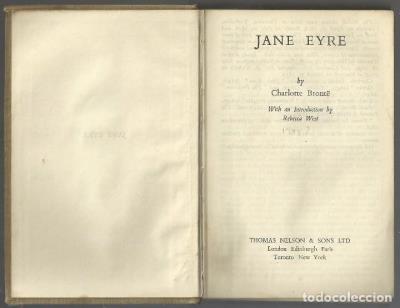 JANE EYRE
by
Charlotte Brontë
With an Introduction by
Rebecca West
THOMAS NELSON & SONS LTD
London Edinburgh Paris
Toronto New York
todocoleccion